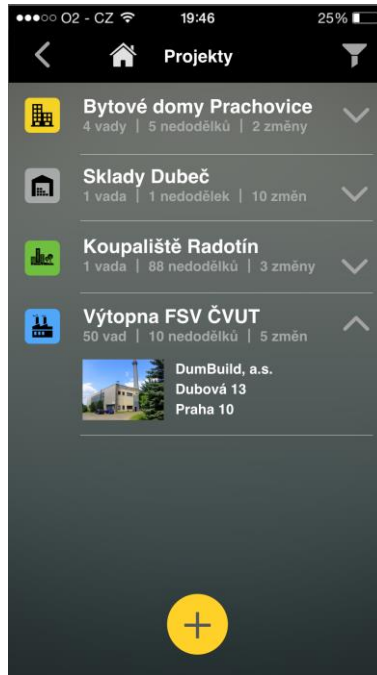 O2 - CZ 19:46 25%
Projekty
Bytové domy Prachovice
4 vady | 5 nedodělků | 2 změny
Sklady Dubeč
1 vada | 1 nedodělek | 10 změn
Koupaliště Radotín
1 vada | 88 nedodělků | 3 změny
Výtopna FSV ČVUT
50 vad | 10 nedodělků | 5 změn
DumBuild, a.s.
Dubová 13
Praha 10
+